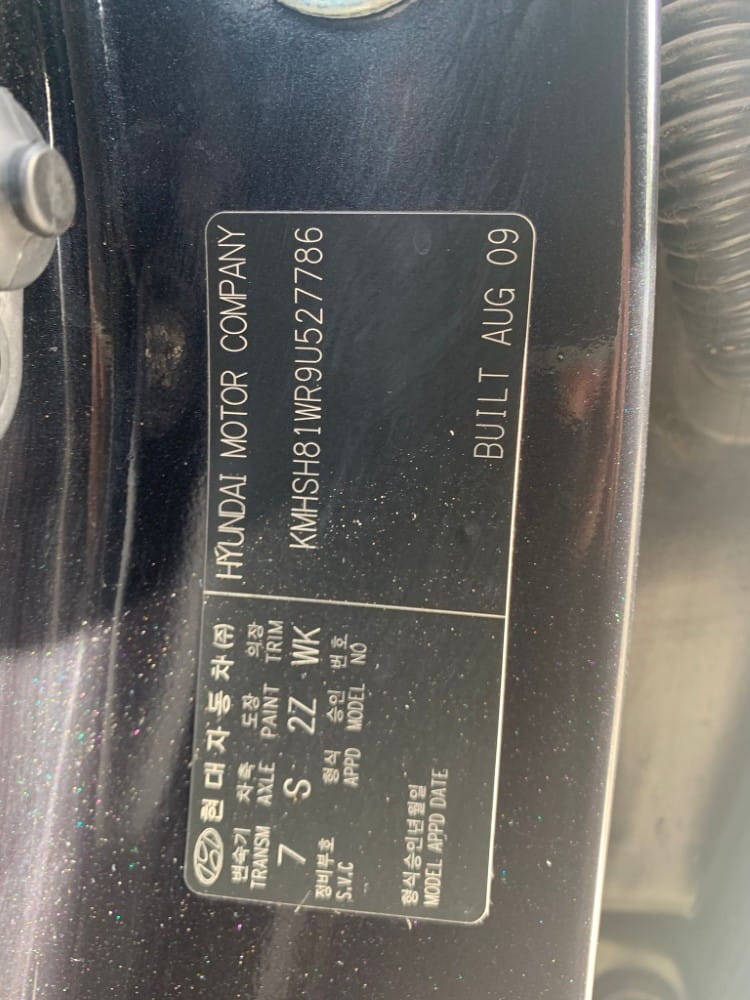 현대자동차(주)
HYUNDAI MOTOR COMPANY
변속기 차축 도장 의장
TRANSM AXLE PAINT TRIM
7 S 2Z WK
KMHSH81WR9U527786
장비부호 형식 승인 번호
S.V.C APPD MODEL NO
형식승인년월일
MODEL APPD DATE
BUILT AUG 09